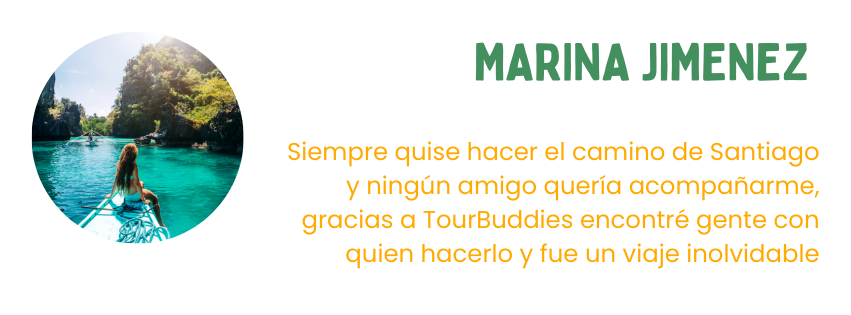 MARINA JIMENEZ
Siempre quise hacer el camino de Santiago
y ningún amigo quería acompañarme,
gracias a TourBuddies encontré gente con
quien hacerlo y fue un viaje inolvidable